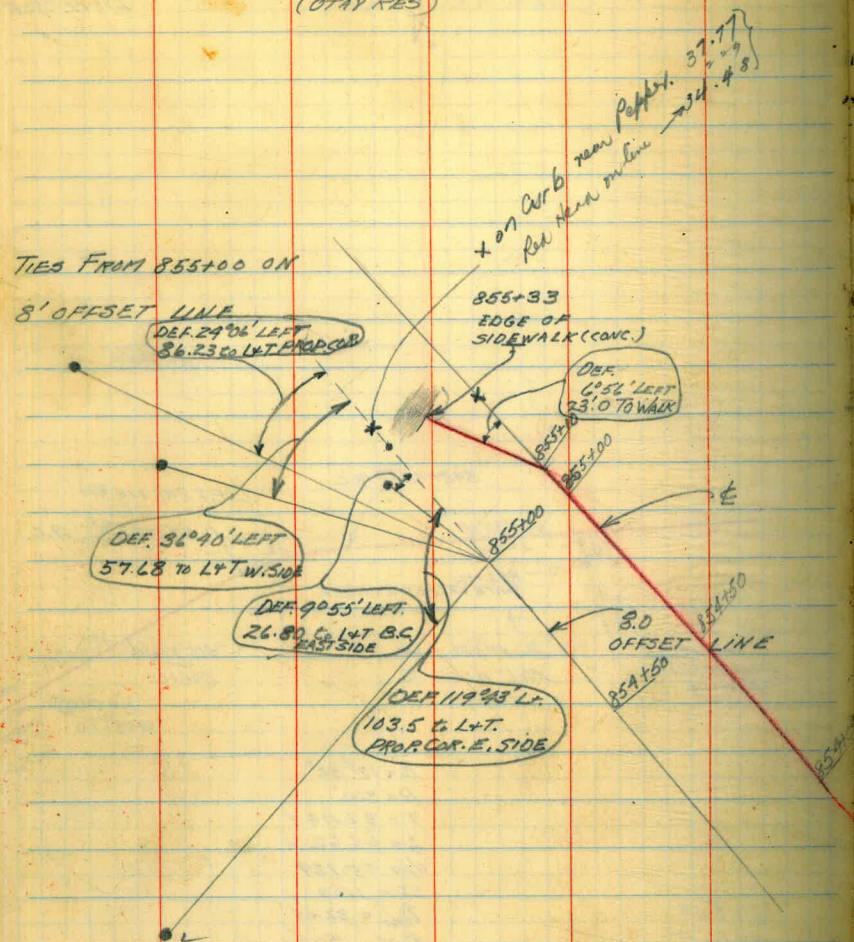 (OTAY RES)
+ on Curb near Pepper. 37.77
Red Head on line → 34.48
TIES FROM 855+00 ON
8' OFFSET LINE
DEF. 29°06' LEFT
86.23 to L+T PROP. COR
855+33
EDGE OF
SIDEWALK (CONC.)
DEF.
6°56' LEFT
23.0 TO WALK
855+10
855+00
℄
855+00
DEF. 36°40' LEFT
57.68 TO L+T W. SIDE
DEF. 9°55' LEFT.
26.80 to L+T B.C.
EAST SIDE
8.0
OFFSET LINE
854+50
854+50
DEF. 119°43' Lt.
103.5 to L+T.
PROP. COR. E. SIDE